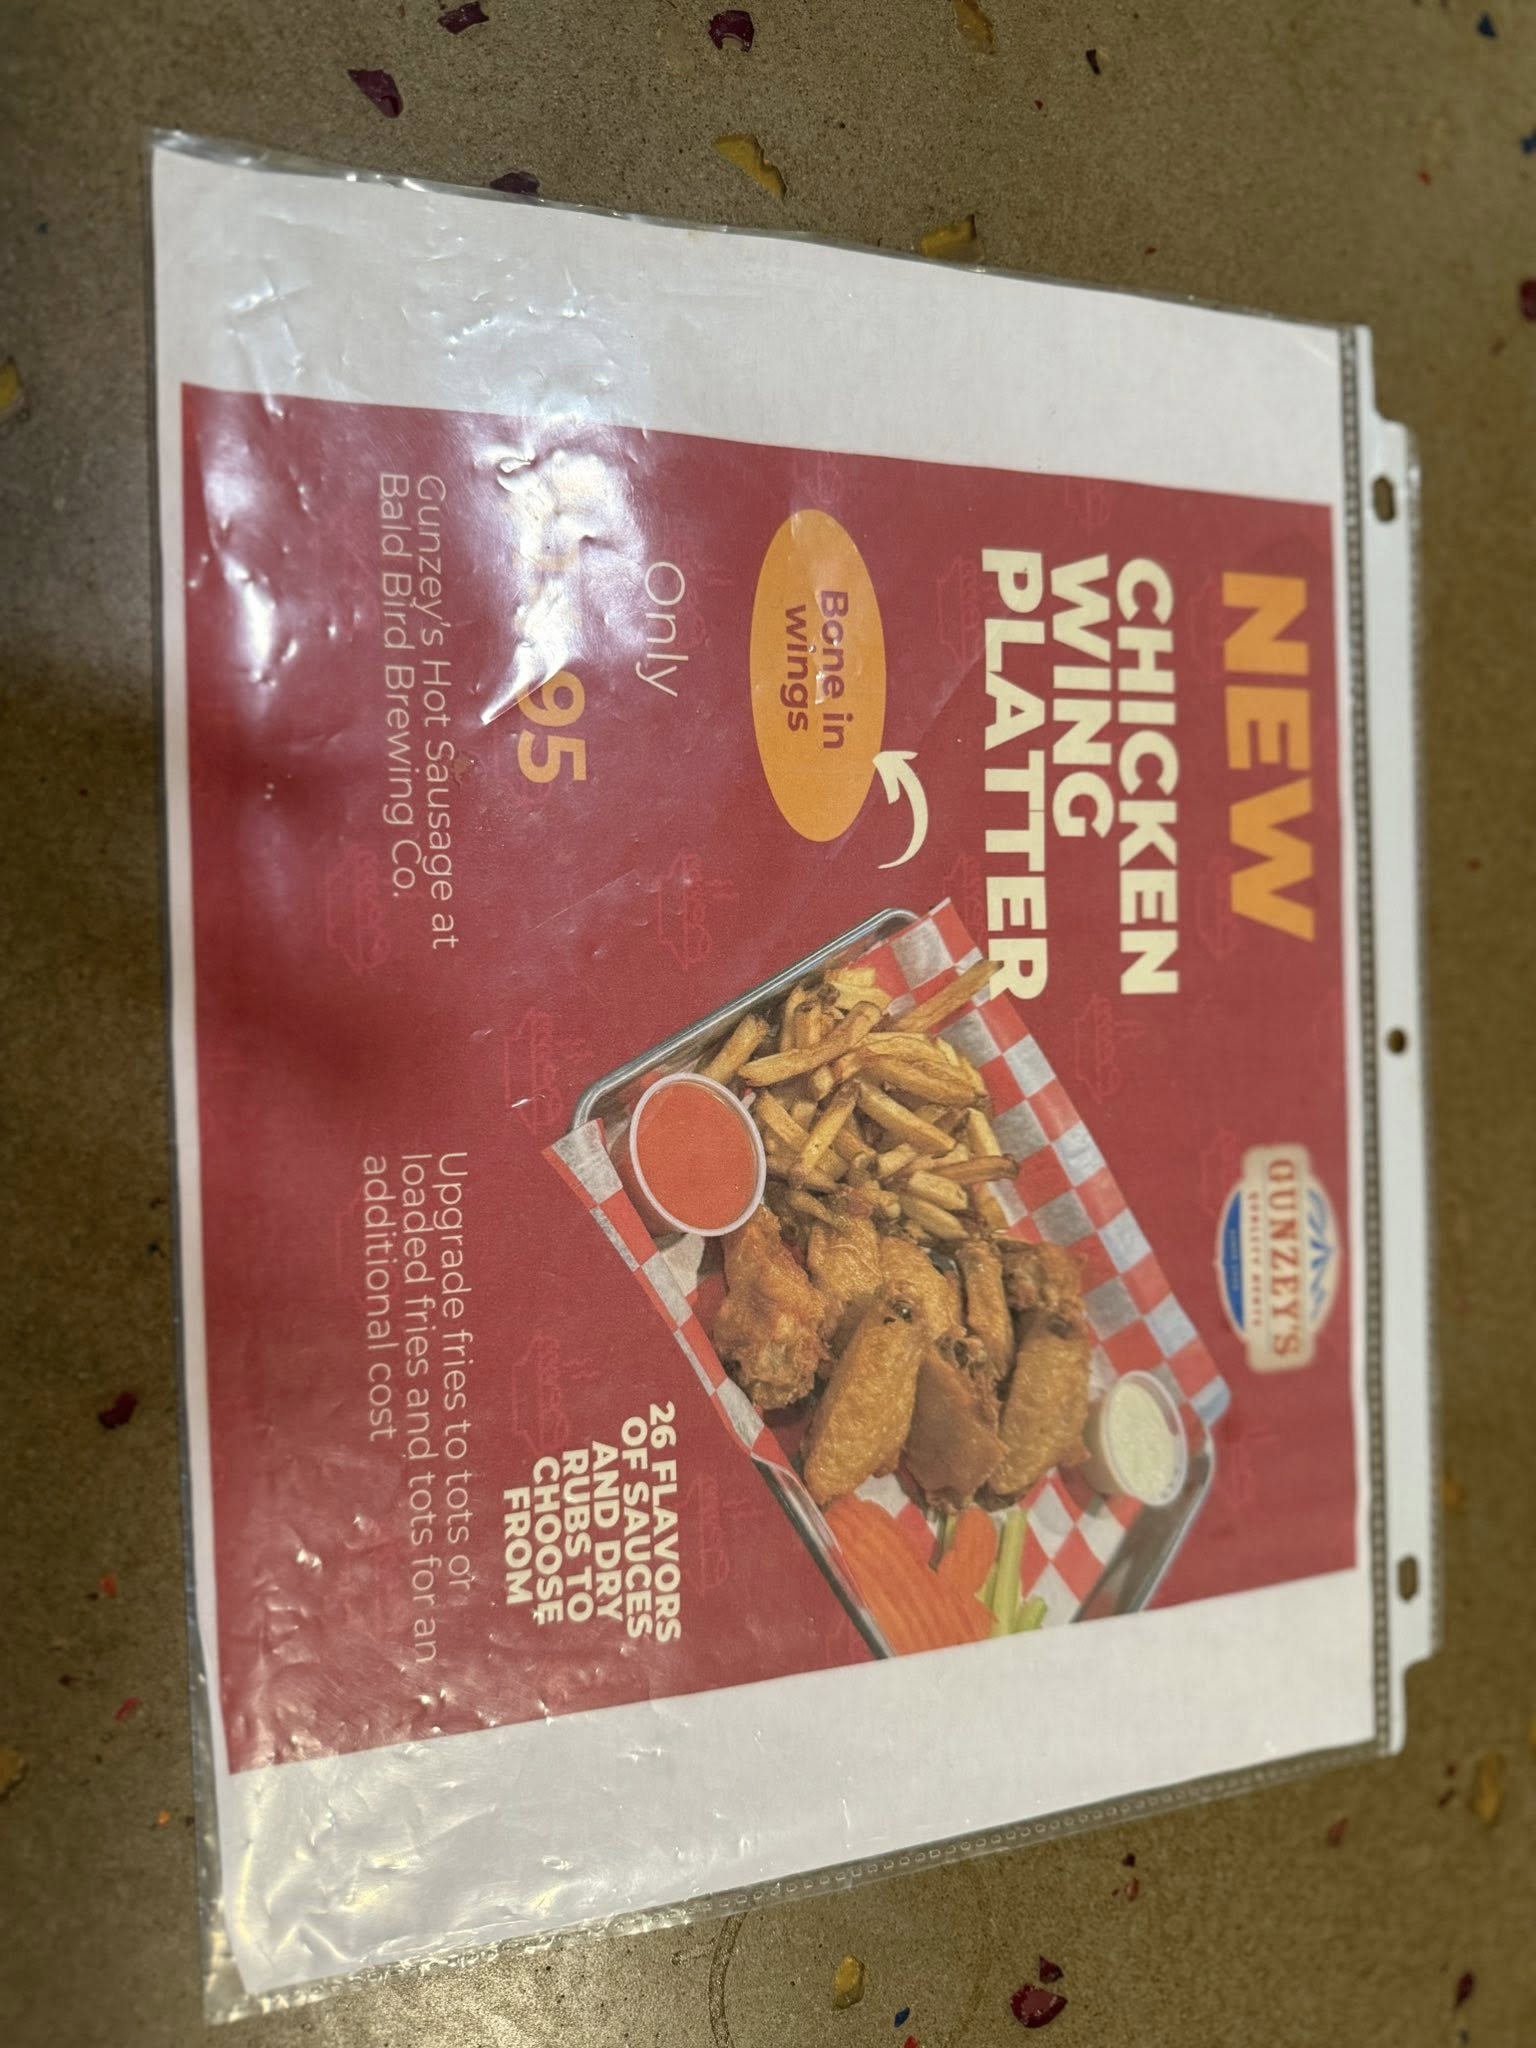 NEW
CHICKEN
WING
PLATTER
GUNZEY'S
QUALITY MEATS
Bone in
wings
Only
95
Gunzey's Hot Sausage at
Bald Bird Brewing Co.
26 FLAVORS
OF SAUCES
AND DRY
RUBS TO
CHOOSE
FROM
Upgrade fries to tots or
loaded fries and tots for an
additional cost